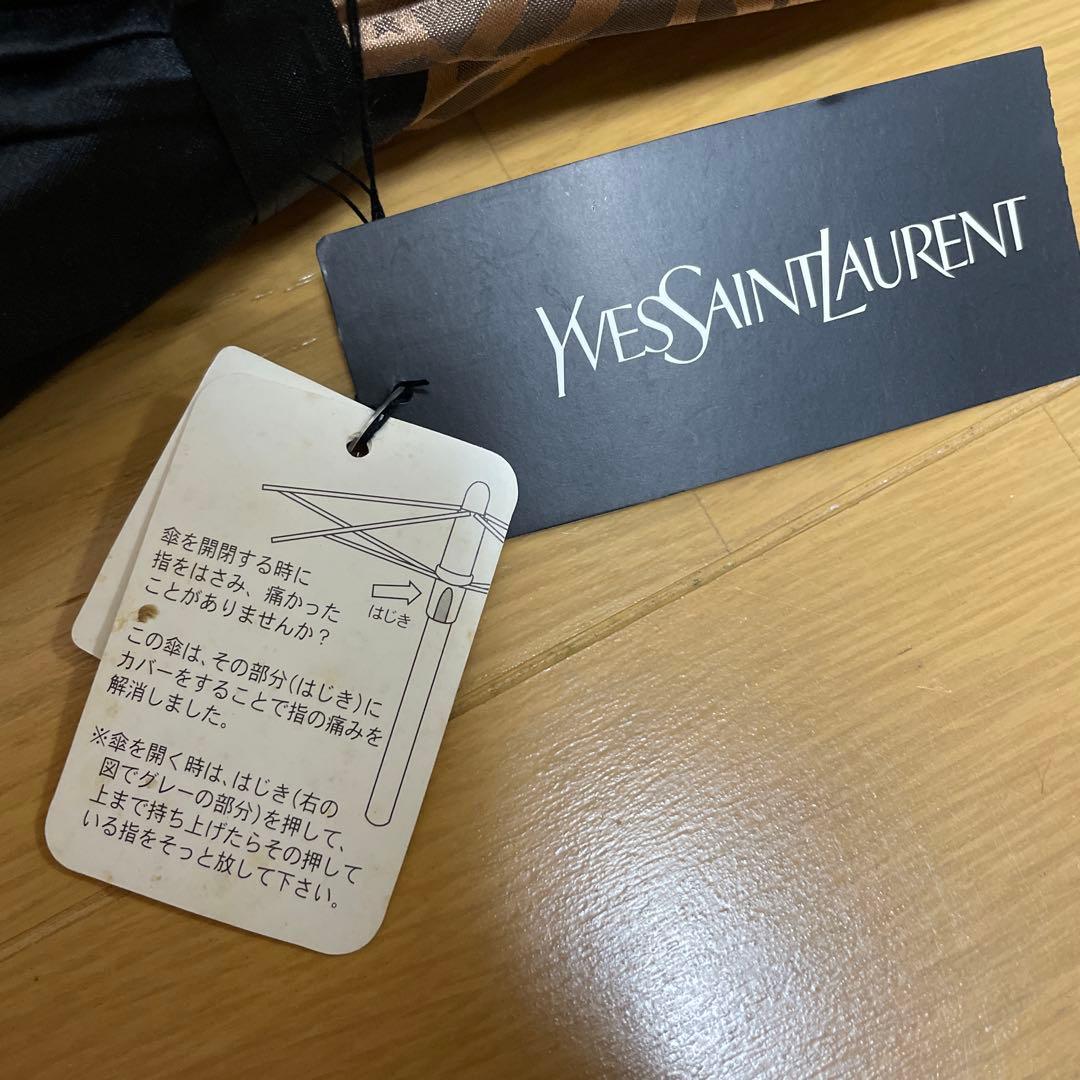 YVESSAINTLAURENT
傘を開閉する時に
指をはさみ、痛かった
ことがありませんか？
はじき
この傘は、その部分(はじき)に
カバーをすることで指の痛みを
解消しました。
※傘を開く時は、はじき(右の
図でグレーの部分)を押して、
上まで持ち上げたらその押して
いる指をそっと放して下さい。